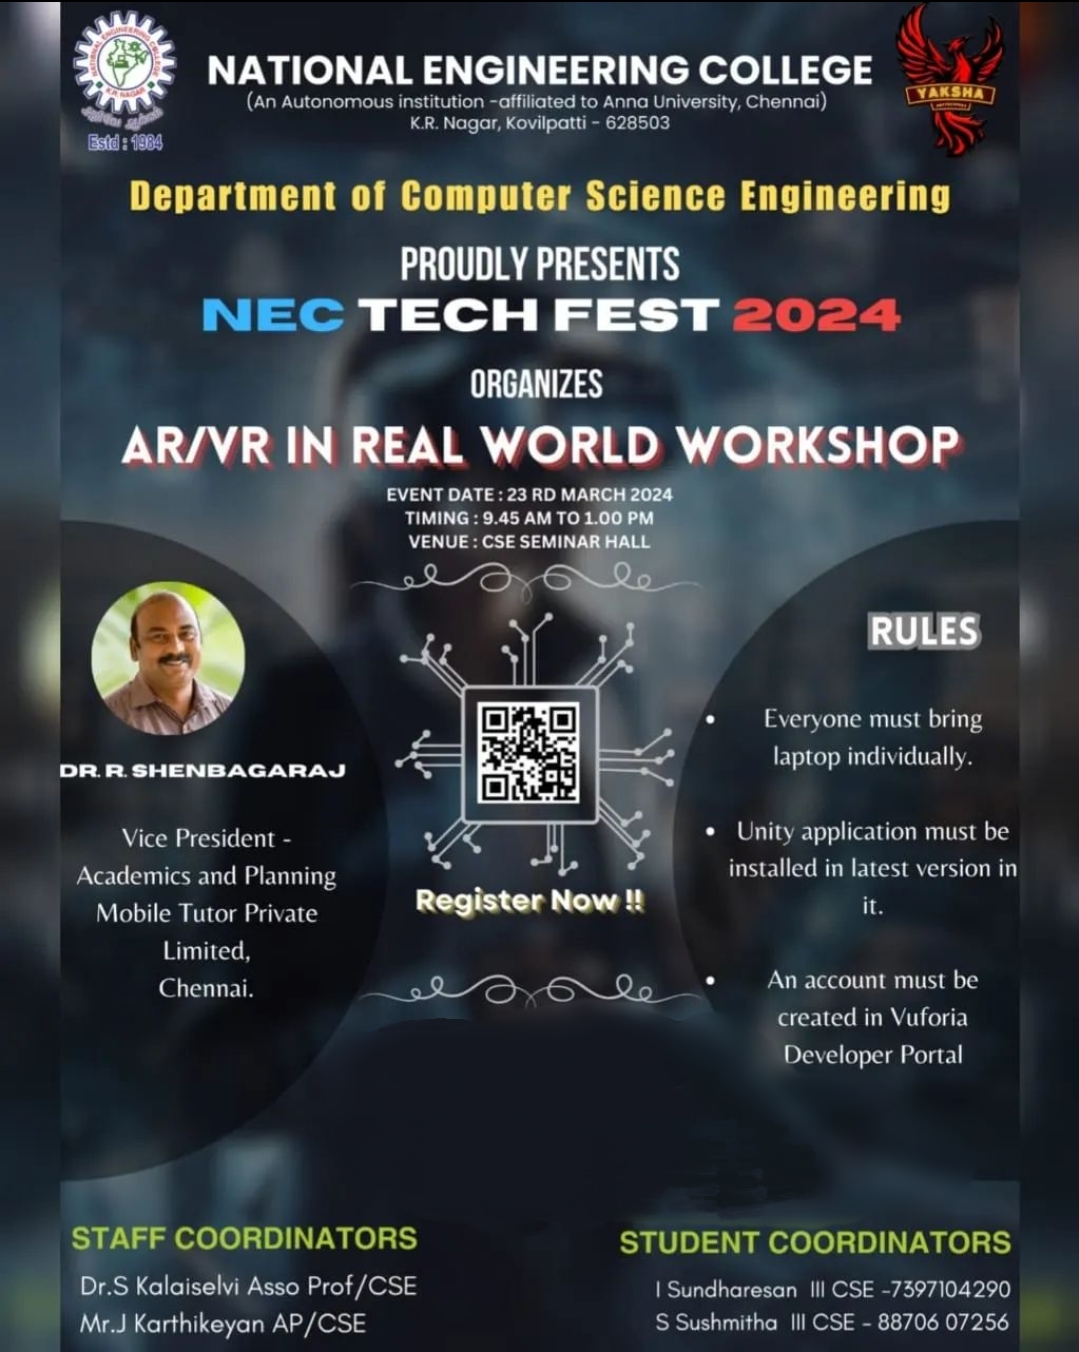 NATIONAL ENGINEERING COLLEGE
(An Autonomous institution -affiliated to Anna University, Chennai)
K.R. Nagar, Kovilpatti - 628503
NATIONAL ENGINEERING COLLEGE
K.R. NAGAR
Estd : 1984
YAKSHA
Department of Computer Science Engineering
PROUDLY PRESENTS
NEC TECH FEST 2024
ORGANIZES
AR/VR IN REAL WORLD WORKSHOP
EVENT DATE : 23 RD MARCH 2024
TIMING : 9.45 AM TO 1.00 PM
VENUE : CSE SEMINAR HALL
DR. R. SHENBAGARAJ
Vice President -
Academics and Planning
Mobile Tutor Private
Limited,
Chennai.
Register Now !!
RULES
• Everyone must bring
laptop individually.
• Unity application must be
installed in latest version in
it.
• An account must be
created in Vuforia
Developer Portal
STAFF COORDINATORS
Dr.S Kalaiselvi Asso Prof/CSE
Mr.J Karthikeyan AP/CSE
STUDENT COORDINATORS
I Sundharesan III CSE -7397104290
S Sushmitha III CSE - 88706 07256